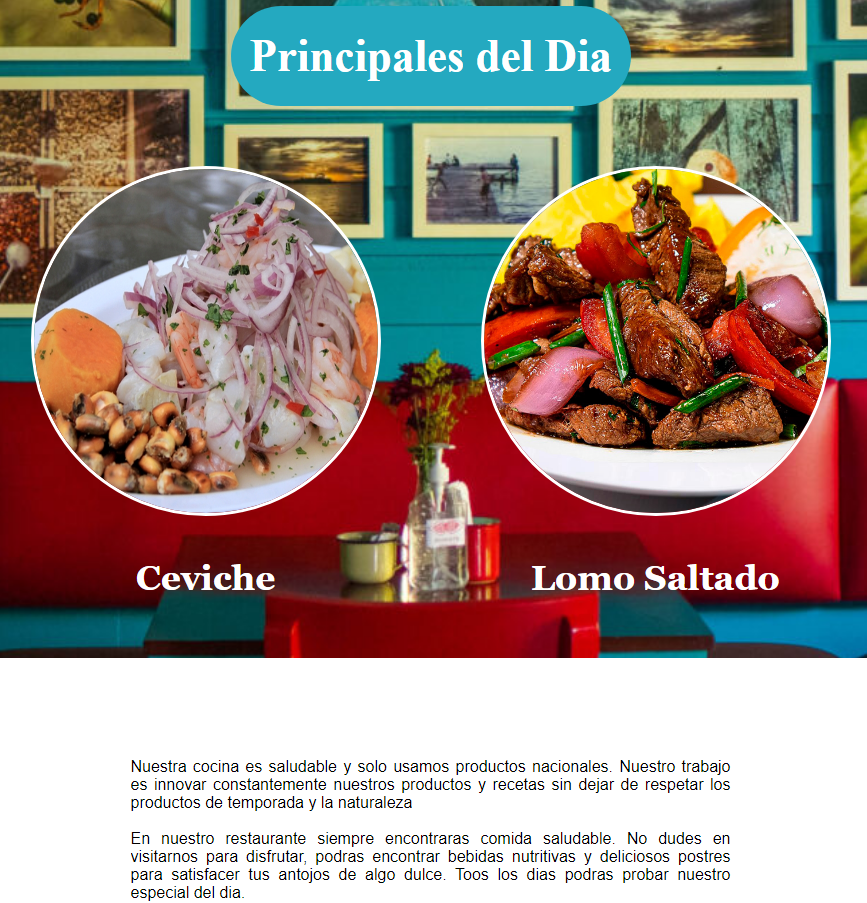 Principales del Dia
Ceviche
Lomo Saltado
Nuestra cocina es saludable y solo usamos productos nacionales. Nuestro trabajo
es innovar constantemente nuestros productos y recetas sin dejar de respetar los
productos de temporada y la naturaleza
En nuestro restaurante siempre encontraras comida saludable. No dudes en
visitarnos para disfrutar, podras encontrar bebidas nutritivas y deliciosos postres
para satisfacer tus antojos de algo dulce. Toos los dias podras probar nuestro
especial del dia.